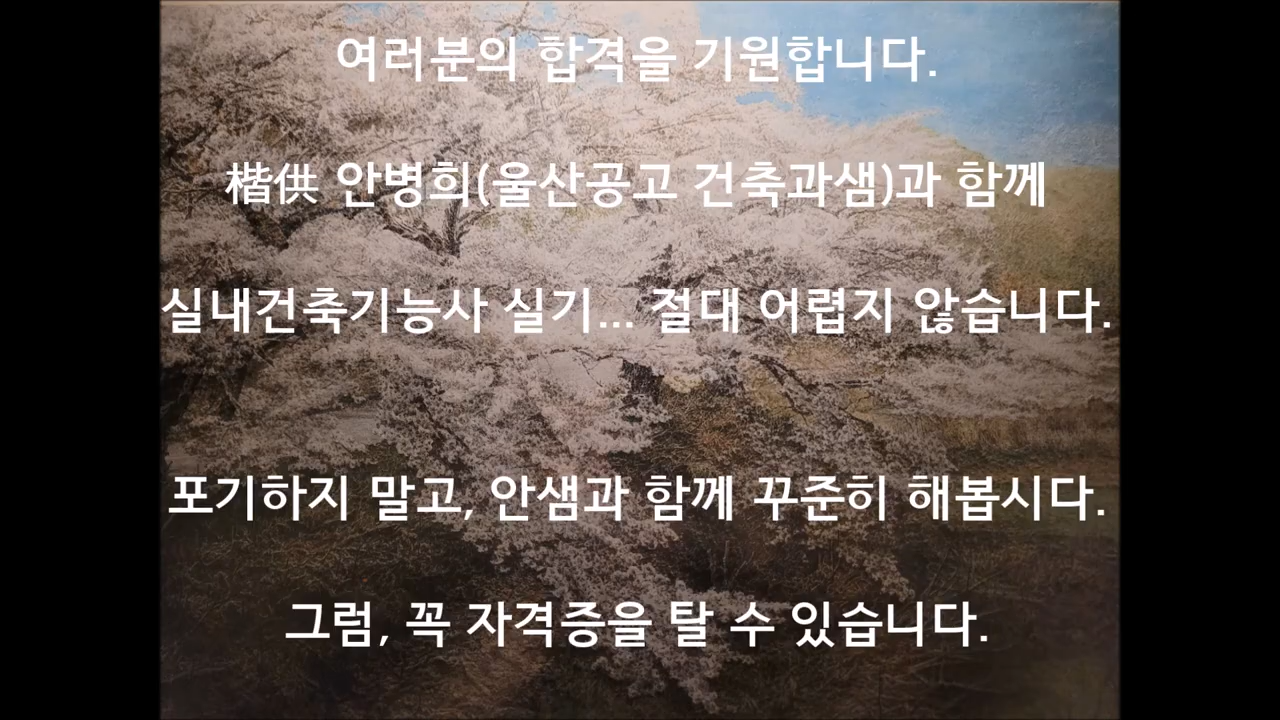 여러분의 합격을 기원합니다.
楷供 안병희(울산공고 건축과샘)과 함께
실내건축기능사 실기... 절대 어렵지 않습니다.
포기하지 말고, 안샘과 함께 꾸준히 해봅시다.
그럼, 꼭 자격증을 탈 수 있습니다.